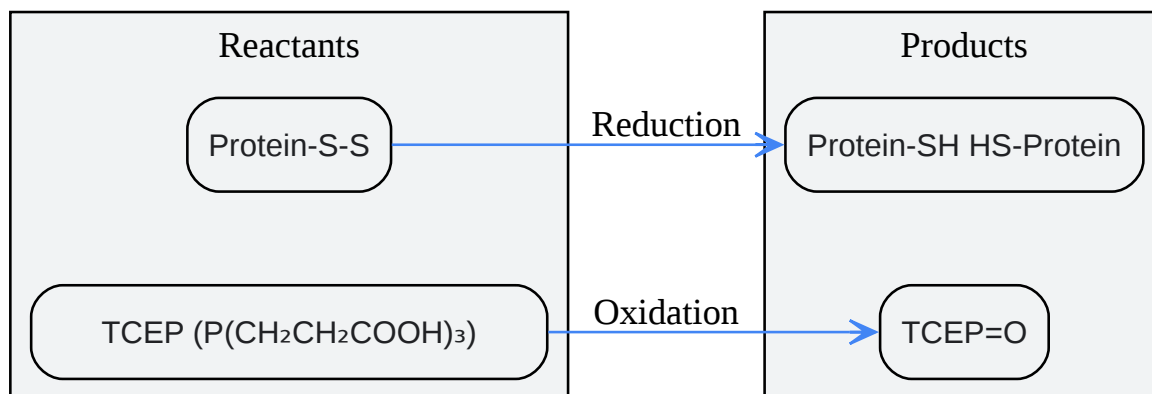 Reactants
Products
Protein-S-S
Reduction
Protein-SH HS-Protein
TCEP (P(CH₂CH₂COOH)₃)
Oxidation
TCEP=O